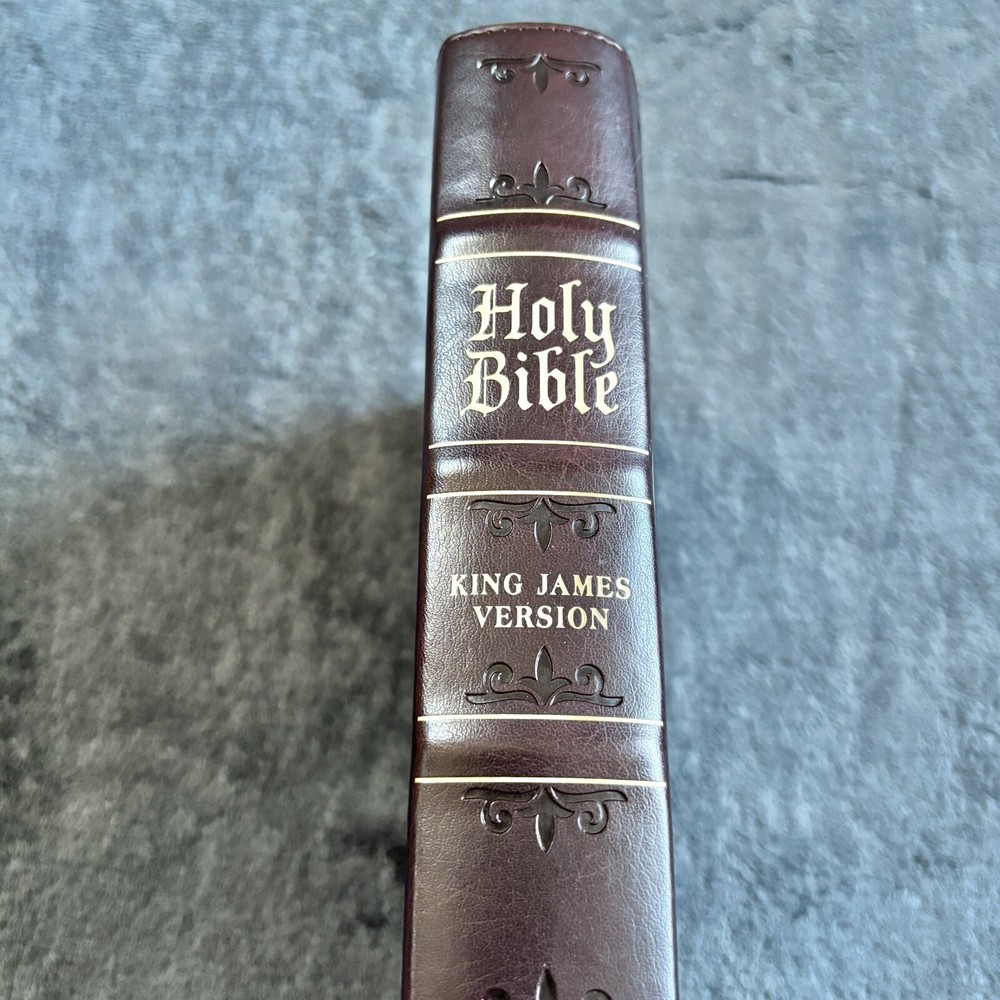 Holy
Bible
KING JAMES
VERSION